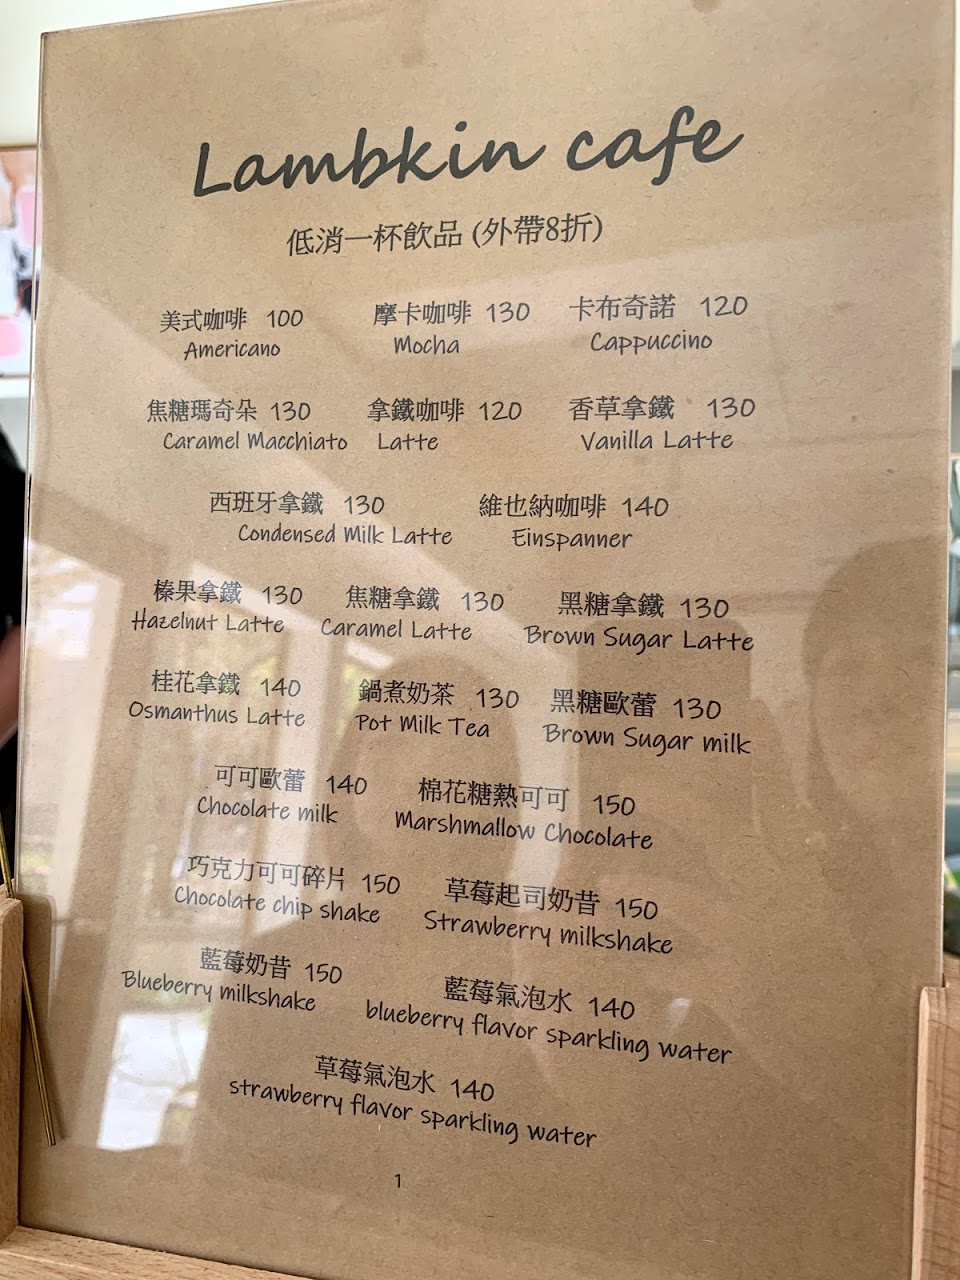 Lambkin cafe
低消一杯飲品 (外帶8折)
美式咖啡 100 摩卡咖啡 130 卡布奇諾 120
Americano Mocha Cappuccino
焦糖瑪奇朵 130 拿鐵咖啡 120 香草拿鐵 130
Caramel Macchiato Latte Vanilla Latte
西班牙拿鐵 130 維也納咖啡 140
Condensed Milk Latte Einspanner
榛果拿鐵 130 焦糖拿鐵 130 黑糖拿鐵 130
Hazelnut Latte Caramel Latte Brown Sugar Latte
桂花拿鐵 140 鍋煮奶茶 130 黑糖歐蕾 130
Osmanthus Latte Pot Milk Tea Brown Sugar milk
可可歐蕾 140 棉花糖熱可可 150
Chocolate milk Marshmallow Chocolate
巧克力可可碎片 150 草莓起司奶昔 150
Chocolate chip shake Strawberry milkshake
藍莓奶昔 150 藍莓氣泡水 140
Blueberry milkshake blueberry flavor sparkling water
草莓氣泡水 140
strawberry flavor sparkling water
1